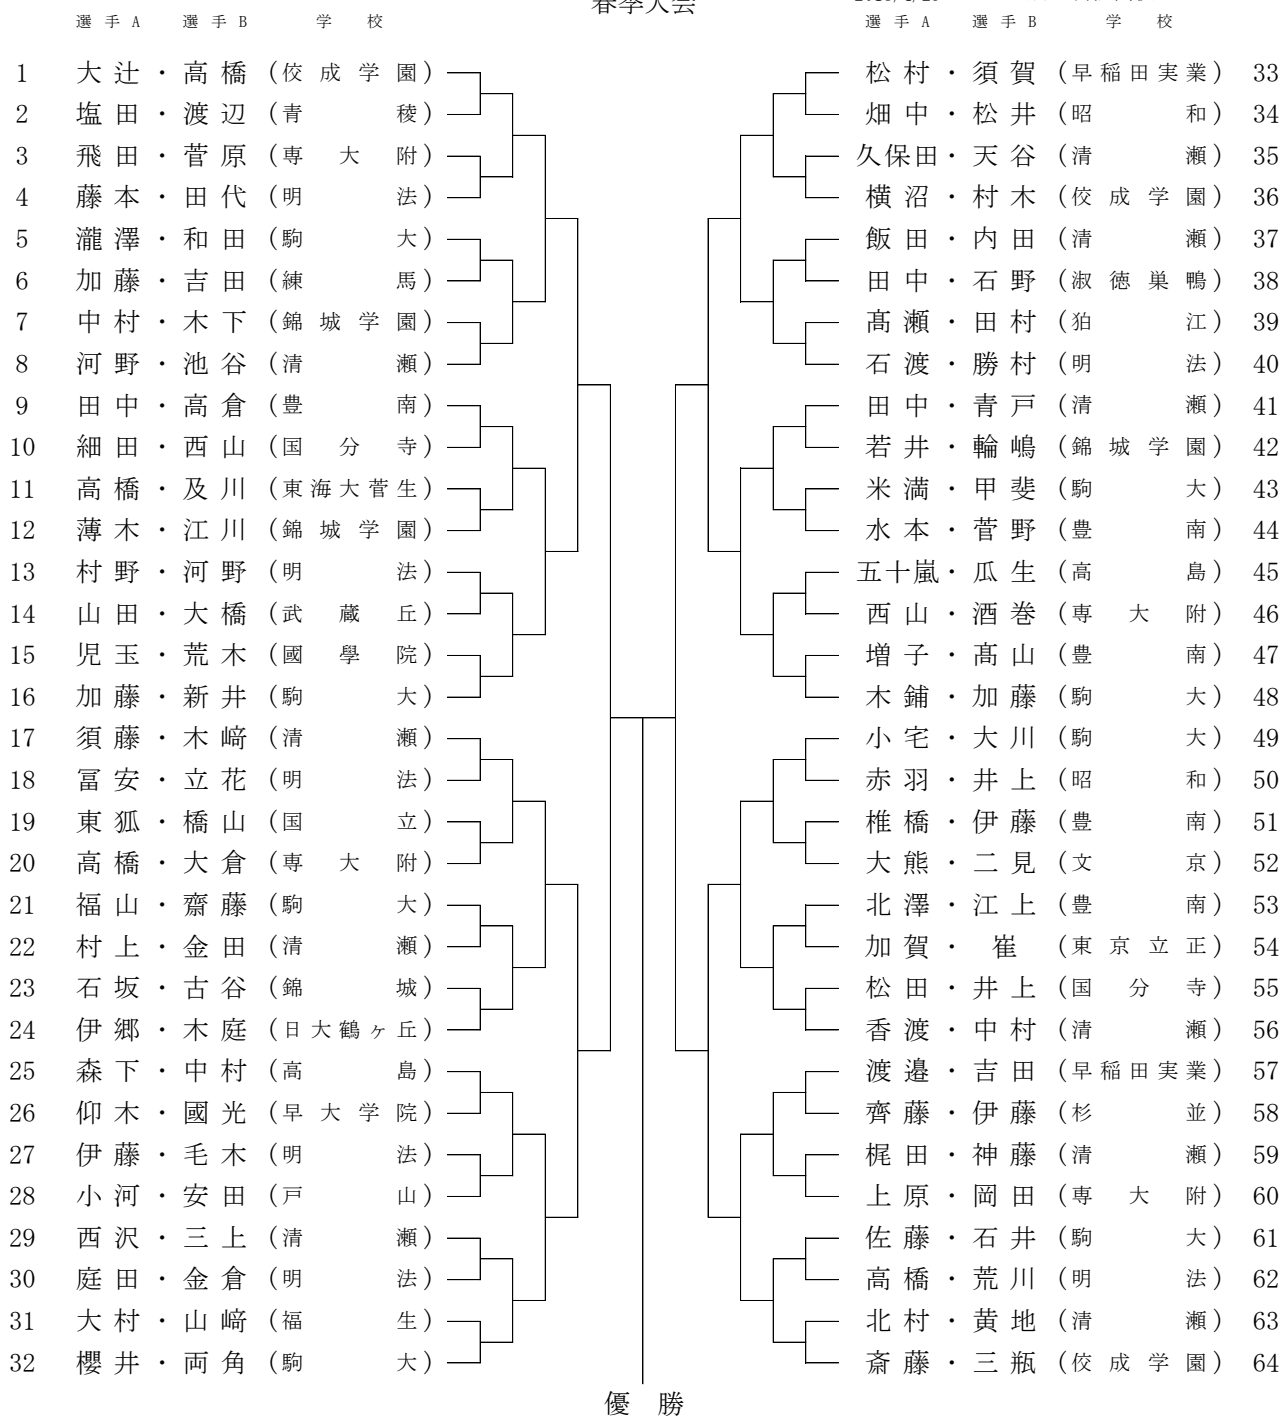 春季大会
選手A 選手B 学校
選手A 選手B 学校
1 大辻・高橋 (佼成学園)
2 塩田・渡辺 (青稜)
3 飛田・菅原 (専大附)
4 藤本・田代 (明法)
5 瀧澤・和田 (駒大)
6 加藤・吉田 (練馬)
7 中村・木下 (錦城学園)
8 河野・池谷 (清瀬)
9 田中・高倉 (豊南)
10 細田・西山 (国分寺)
11 高橋・及川 (東海大菅生)
12 薄木・江川 (錦城学園)
13 村野・河野 (明法)
14 山田・大橋 (武蔵丘)
15 児玉・荒木 (國學院)
16 加藤・新井 (駒大)
17 須藤・木﨑 (清瀬)
18 冨安・立花 (明法)
19 東狐・橋山 (国立)
20 高橋・大倉 (専大附)
21 福山・齋藤 (駒大)
22 村上・金田 (清瀬)
23 石坂・古谷 (錦城)
24 伊郷・木庭 (日大鶴ヶ丘)
25 森下・中村 (高島)
26 仰木・國光 (早大学院)
27 伊藤・毛木 (明法)
28 小河・安田 (戸山)
29 西沢・三上 (清瀬)
30 庭田・金倉 (明法)
31 大村・山﨑 (福生)
32 櫻井・両角 (駒大)
松村・須賀 (早稲田実業) 33
畑中・松井 (昭和) 34
久保田・天谷 (清瀬) 35
横沼・村木 (佼成学園) 36
飯田・内田 (清瀬) 37
田中・石野 (淑徳巣鴨) 38
髙瀬・田村 (狛江) 39
石渡・勝村 (明法) 40
田中・青戸 (清瀬) 41
若井・輪嶋 (錦城学園) 42
米満・甲斐 (駒大) 43
水本・菅野 (豊南) 44
五十嵐・瓜生 (高島) 45
西山・酒巻 (専大附) 46
増子・髙山 (豊南) 47
木鋪・加藤 (駒大) 48
小宅・大川 (駒大) 49
赤羽・井上 (昭和) 50
椎橋・伊藤 (豊南) 51
大熊・二見 (文京) 52
北澤・江上 (豊南) 53
加賀・崔 (東京立正) 54
松田・井上 (国分寺) 55
香渡・中村 (清瀬) 56
渡邉・吉田 (早稲田実業) 57
齊藤・伊藤 (杉並) 58
梶田・神藤 (清瀬) 59
上原・岡田 (専大附) 60
佐藤・石井 (駒大) 61
高橋・荒川 (明法) 62
北村・黄地 (清瀬) 63
斎藤・三瓶 (佼成学園) 64
優勝